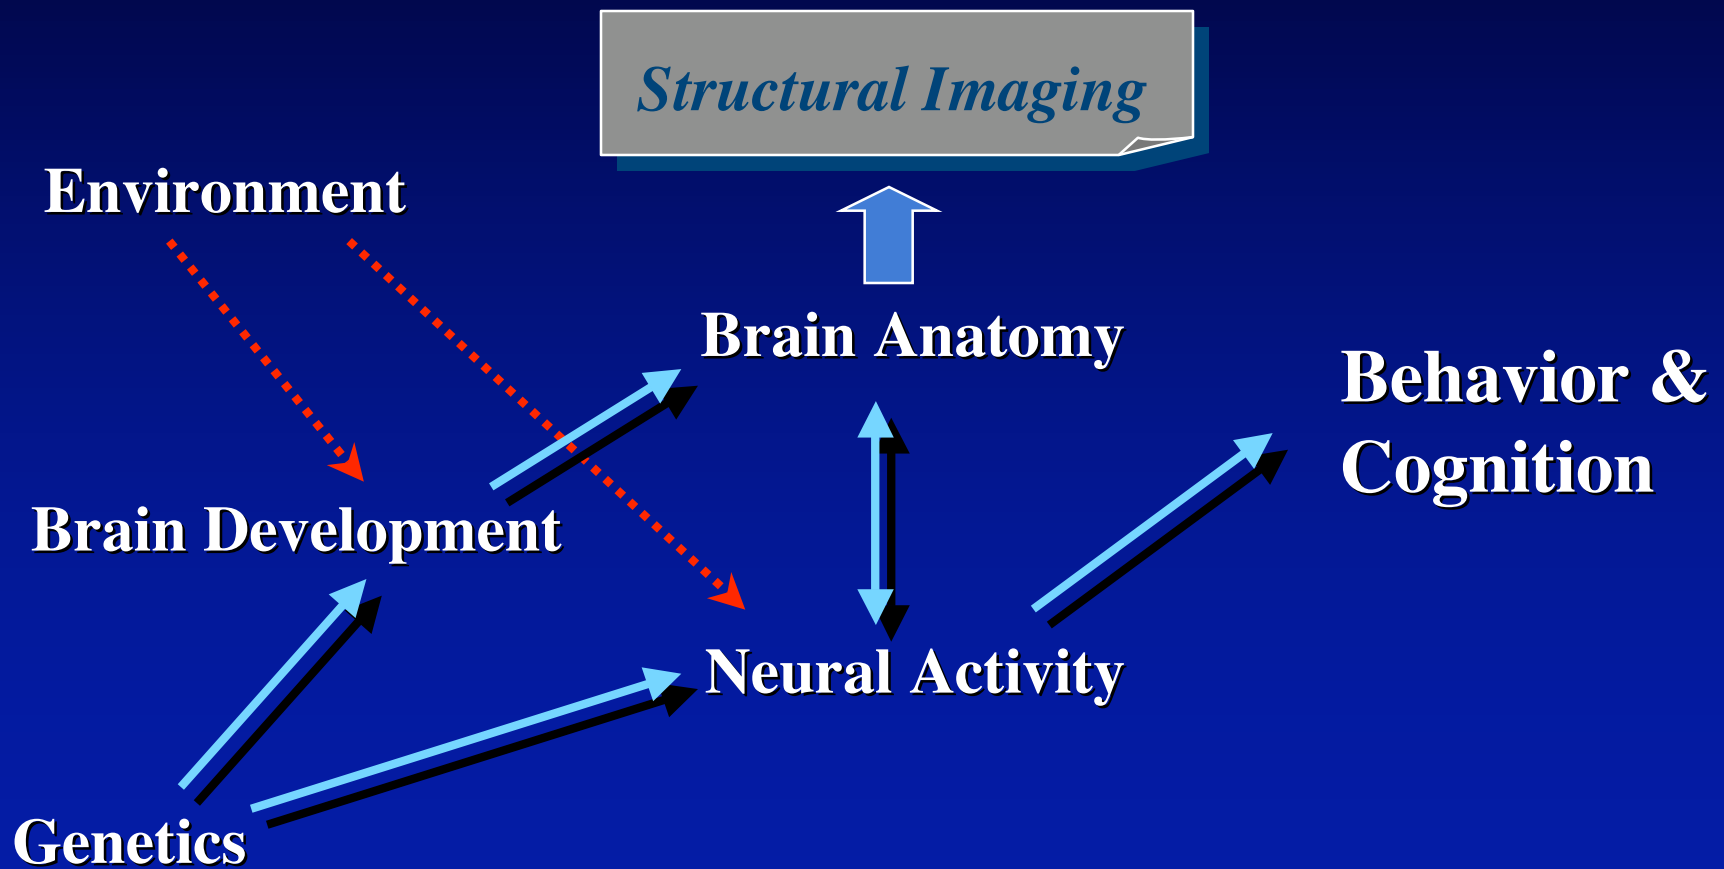 Structural Imaging
Environment
Brain Anatomy
Behavior &
Cognition
Brain Development
Neural Activity
Genetics